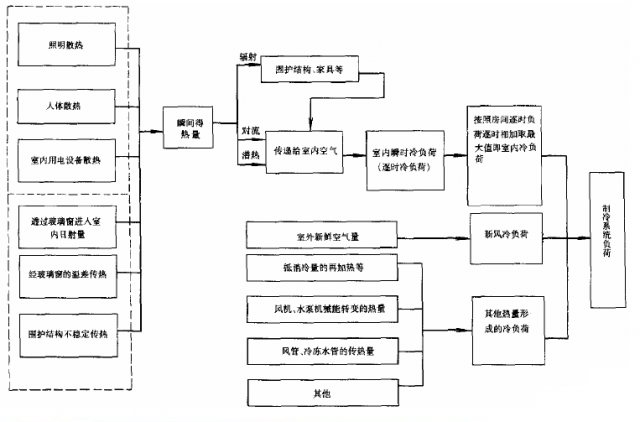 照明散热
人体散热
室内用电设备散热
透过玻璃窗进入室
内日射量
经玻璃窗的温差传热
围护结构不稳定传热
瞬间得
热量
辐射
对流
潜热
围护结构、家具等
传递给室内空气
室内瞬时冷负荷
(逐时冷负荷)
按照房间逐时负
荷逐时相加取最
大值即室内冷负
荷
室外新鲜空气量
新风冷负荷
抵消冷量的再加热等
风机、水泵机械能转变的热量
风管、冷冻水管的传热量
其他
其他热量形
成的冷负荷
制冷系统
负荷